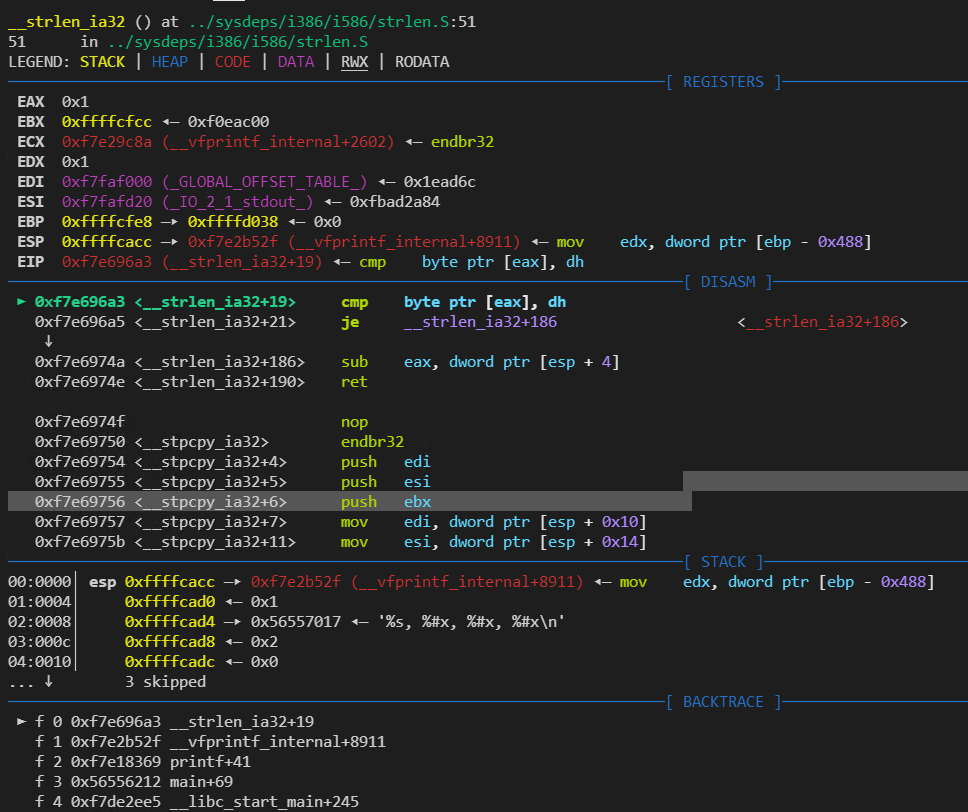 __strlen_ia32 () at ../sysdeps/i386/i586/strlen.S:51
51      in ../sysdeps/i386/i586/strlen.S
LEGEND: STACK | HEAP | CODE | DATA | RWX | RODATA
[ REGISTERS ]
EAX  0x1
EBX  0xffffcfcc ◂— 0xf0eac00
ECX  0xf7e29c8a (__vfprintf_internal+2602) ◂— endbr32
EDX  0x1
EDI  0xf7faf000 (_GLOBAL_OFFSET_TABLE_) ◂— 0x1ead6c
ESI  0xf7fafd20 (_IO_2_1_stdout_) ◂— 0xfbad2a84
EBP  0xffffcfe8 —▸ 0xffffd038 ◂— 0x0
ESP  0xffffcacc —▸ 0xf7e2b52f (__vfprintf_internal+8911) ◂— mov    edx, dword ptr [ebp - 0x488]
EIP  0xf7e696a3 (__strlen_ia32+19) ◂— cmp    byte ptr [eax], dh
[ DISASM ]
► 0xf7e696a3 <__strlen_ia32+19>     cmp    byte ptr [eax], dh
0xf7e696a5 <__strlen_ia32+21>     je     __strlen_ia32+186                    <__strlen_ia32+186>
↓
0xf7e6974a <__strlen_ia32+186>    sub    eax, dword ptr [esp + 4]
0xf7e6974e <__strlen_ia32+190>    ret
0xf7e6974f                        nop
0xf7e69750 <__stpcpy_ia32>        endbr32
0xf7e69754 <__stpcpy_ia32+4>      push   edi
0xf7e69755 <__stpcpy_ia32+5>      push   esi
0xf7e69756 <__stpcpy_ia32+6>      push   ebx
0xf7e69757 <__stpcpy_ia32+7>      mov    edi, dword ptr [esp + 0x10]
0xf7e6975b <__stpcpy_ia32+11>     mov    esi, dword ptr [esp + 0x14]
[ STACK ]
00:0000│ esp 0xffffcacc —▸ 0xf7e2b52f (__vfprintf_internal+8911) ◂— mov    edx, dword ptr [ebp - 0x488]
01:0004│     0xffffcad0 ◂— 0x1
02:0008│     0xffffcad4 —▸ 0x56557017 ◂— '%s, %#x, %#x, %#x\n'
03:000c│     0xffffcad8 ◂— 0x2
04:0010│     0xffffcadc ◂— 0x0
... ↓        3 skipped
[ BACKTRACE ]
► f 0 0xf7e696a3 __strlen_ia32+19
f 1 0xf7e2b52f __vfprintf_internal+8911
f 2 0xf7e18369 printf+41
f 3 0x56556212 main+69
f 4 0xf7de2ee5 __libc_start_main+245